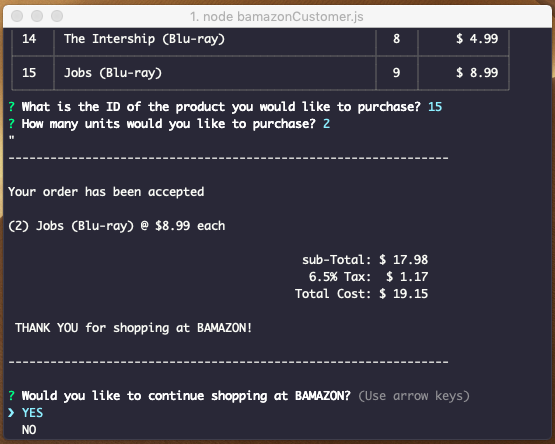 1. node bamazonCustomer.js
14 The Intership (Blu-ray) 8 $ 4.99
15 Jobs (Blu-ray) 9 $ 8.99
? What is the ID of the product you would like to purchase? 15
? How many units would you like to purchase? 2
"
----------------------------------------------------------------
Your order has been accepted
(2) Jobs (Blu-ray) @ $8.99 each
sub-Total: $ 17.98
6.5% Tax: $ 1.17
Total Cost: $ 19.15
THANK YOU for shopping at BAMAZON!
----------------------------------------------------------------
? Would you like to continue shopping at BAMAZON? (Use arrow keys)
❯ YES
NO